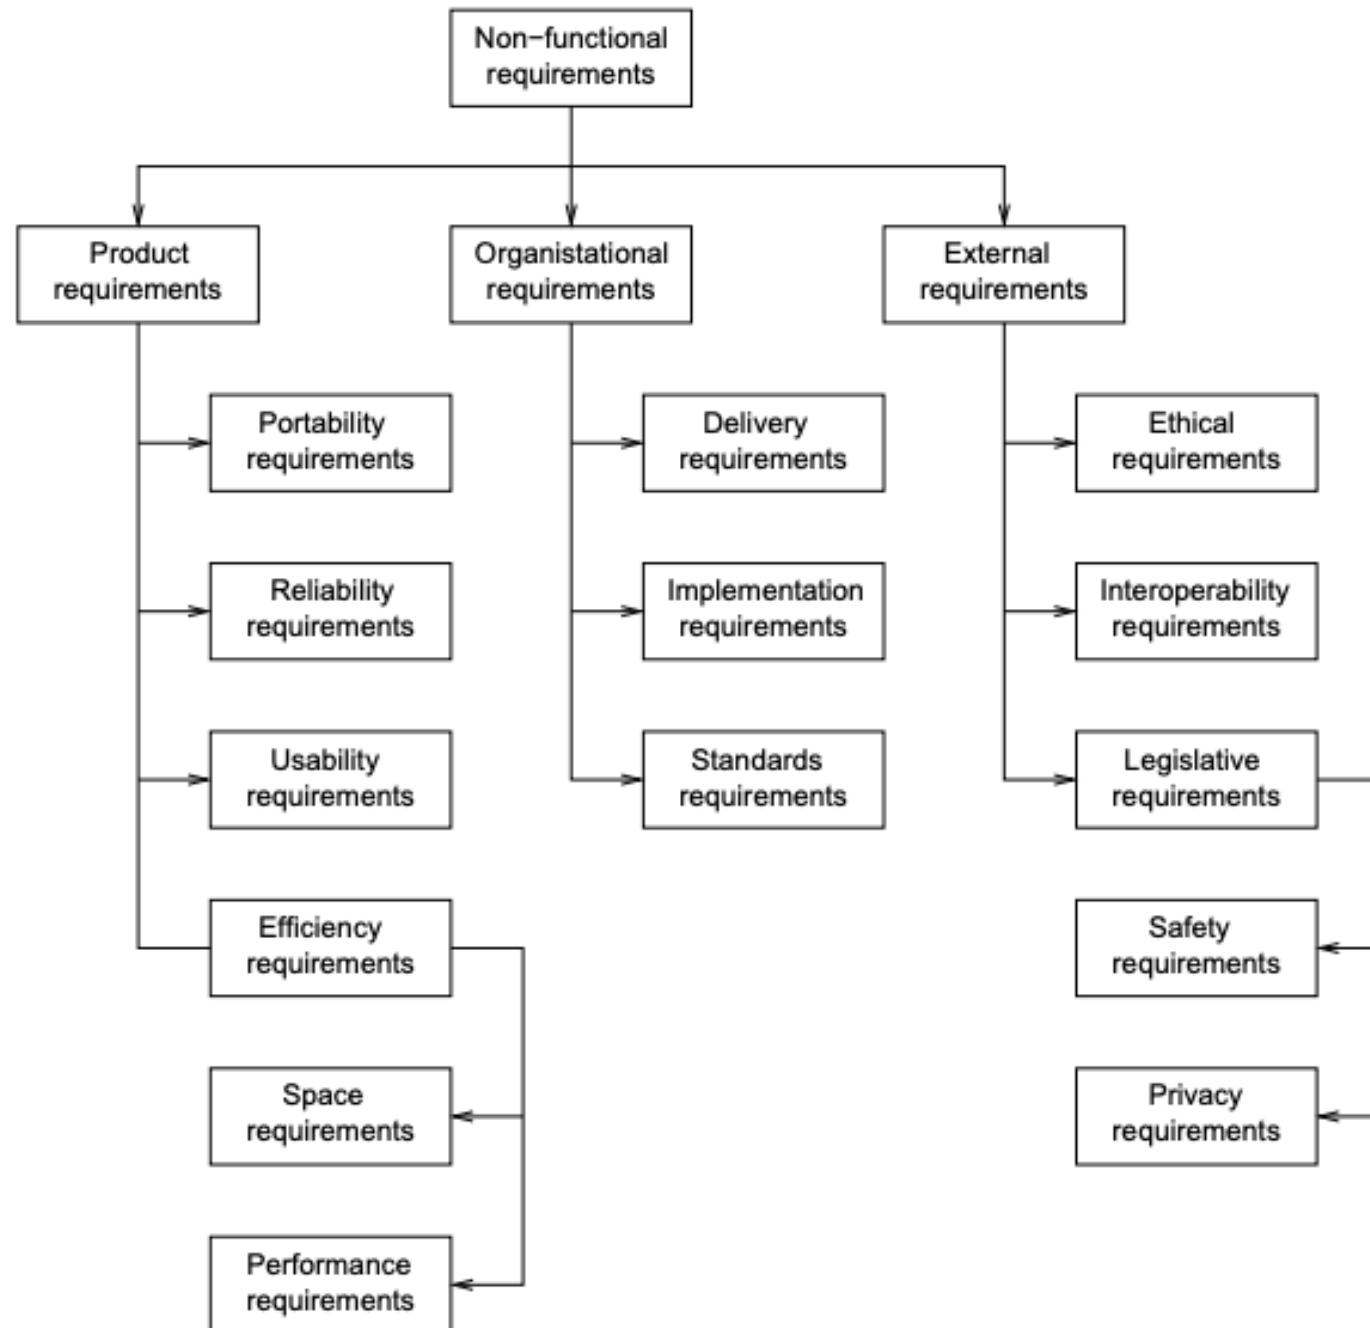 Non−functional
requirements
Product
requirements
Organistational
requirements
External
requirements
Portability
requirements
Delivery
requirements
Ethical
requirements
Reliability
requirements
Implementation
requirements
Interoperability
requirements
Usability
requirements
Standards
requirements
Legislative
requirements
Efficiency
requirements
Safety
requirements
Space
requirements
Privacy
requirements
Performance
requirements